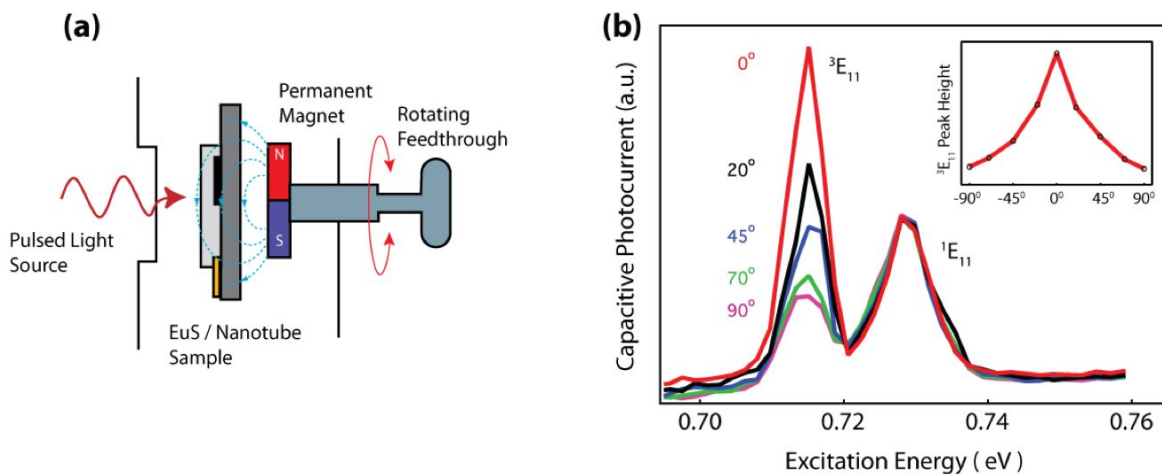 (a)
Permanent
Magnet
Rotating
Feedthrough
N
S
Pulsed Light
Source
EuS / Nanotube
Sample
(b)
Capacitive Photocurrent (a.u.)
0°
20°
45°
70°
90°
³E₁₁
¹E₁₁
³E₁₁ Peak Height
-90° -45° 0° 45° 90°
0.70 0.72 0.74 0.76
Excitation Energy ( eV )